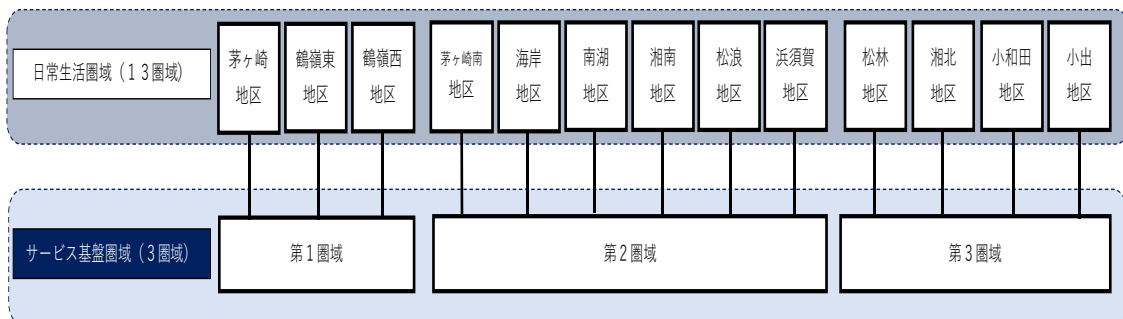 日常生活圏域（１３圏域）
茅ヶ崎
地区
鶴嶺東
地区
鶴嶺西
地区
茅ヶ崎南
地区
海岸
地区
南湖
地区
湘南
地区
松浪
地区
浜須賀
地区
松林
地区
湘北
地区
小和田
地区
小出
地区
サービス基盤圏域（３圏域）
第１圏域
第２圏域
第３圏域